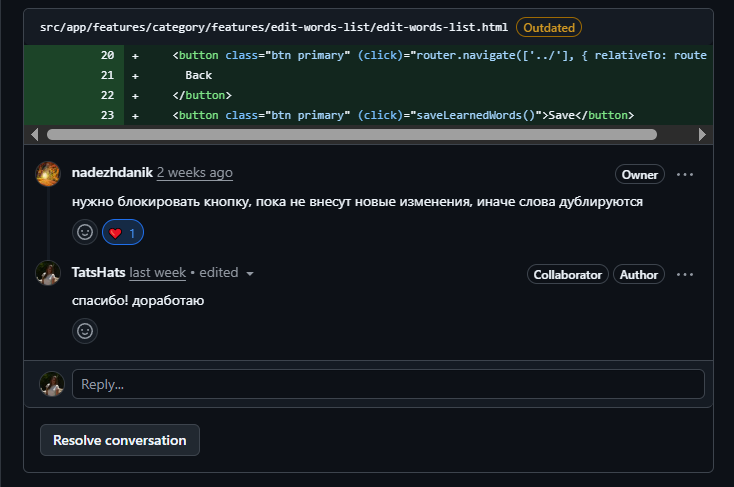 src/app/features/category/features/edit-words-list/edit-words-list.html Outdated
20 + <button class="btn primary" (click)="router.navigate(['../'], { relativeTo: route
21 + Back
22 + </button>
23 + <button class="btn primary" (click)="saveLearnedWords()">Save</button>
nadezhdanik 2 weeks ago Owner ...
нужно блокировать кнопку, пока не внесут новые изменения, иначе слова дублируются
1
TatsHats last week • edited Collaborator Author ...
спасибо! доработаю
Reply...
Resolve conversation